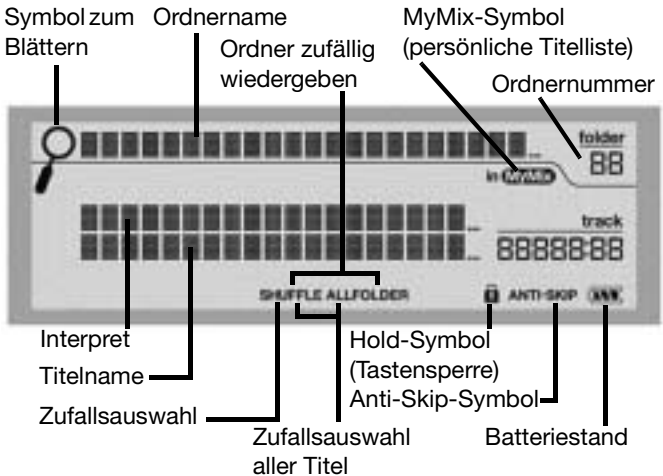 Symbol zum
Blättern
Ordnername
Ordner zufällig
wiedergeben
MyMix-Symbol
(persönliche Titelliste)
Ordnernummer
folder
88
in MyMix
track
88888:88
SHUFFLE ALLFOLDER
ANTI-SKIP
Interpret
Titelname
Zufallsauswahl
Zufallsauswahl
aller Titel
Hold-Symbol
(Tastensperre)
Anti-Skip-Symbol
Batteriestand